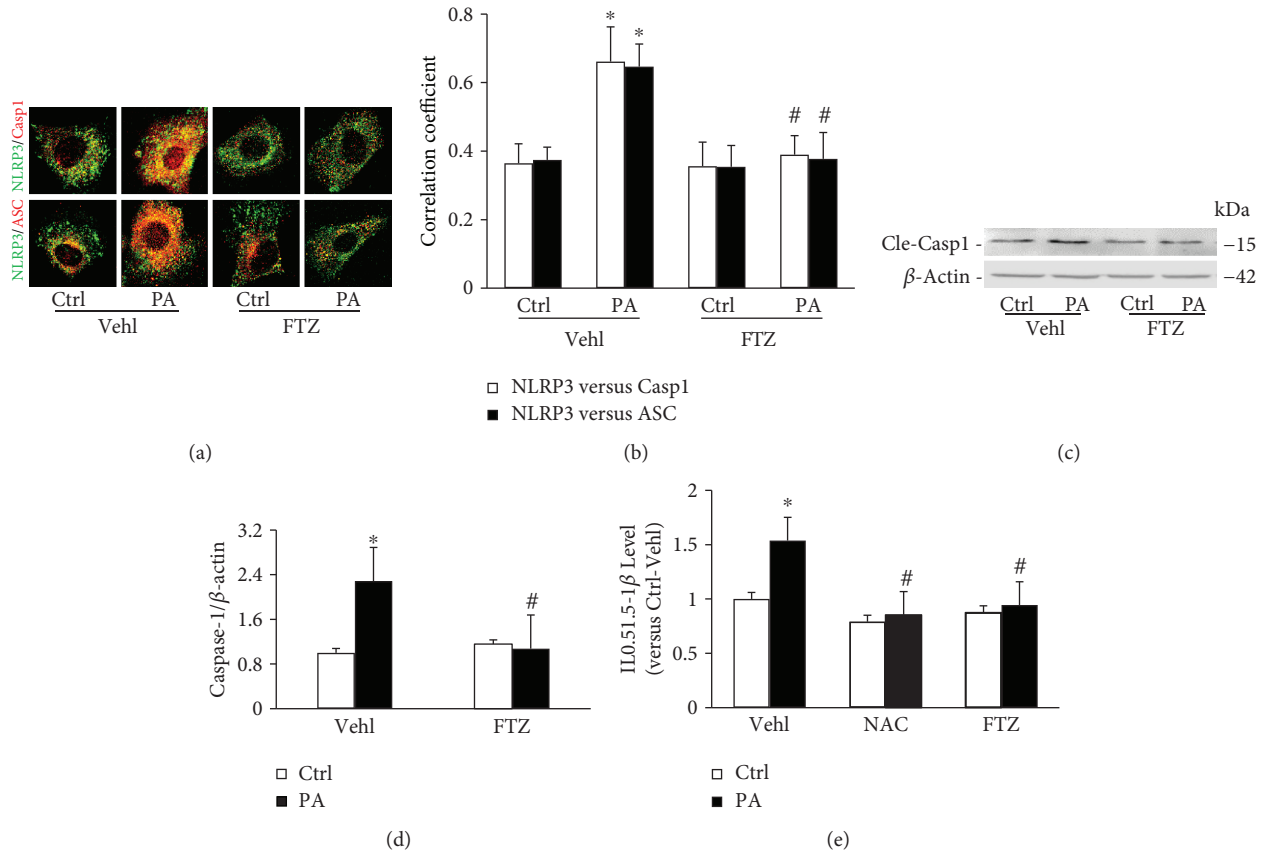 NLRP3/Casp1
NLRP3/ASC
Ctrl PA Ctrl PA
Vehl FTZ
(a)
Correlation coefficient
0.8
0.6
0.4
0.2
0
* *
# #
Ctrl PA Ctrl PA
Vehl FTZ
NLRP3 versus Casp1
NLRP3 versus ASC
(b)
kDa
Cle-Casp1 - −15
β-Actin - −42
Ctrl PA Ctrl PA
Vehl FTZ
(c)
Caspase-1/β-actin
3.2
2.4
1.6
0.8
0
*
#
Vehl FTZ
Ctrl
PA
(d)
IL0.51.5-1β Level
(versus Ctrl-Vehl)
2
1.5
1
0.5
0
*
# #
Vehl NAC FTZ
Ctrl
PA
(e)